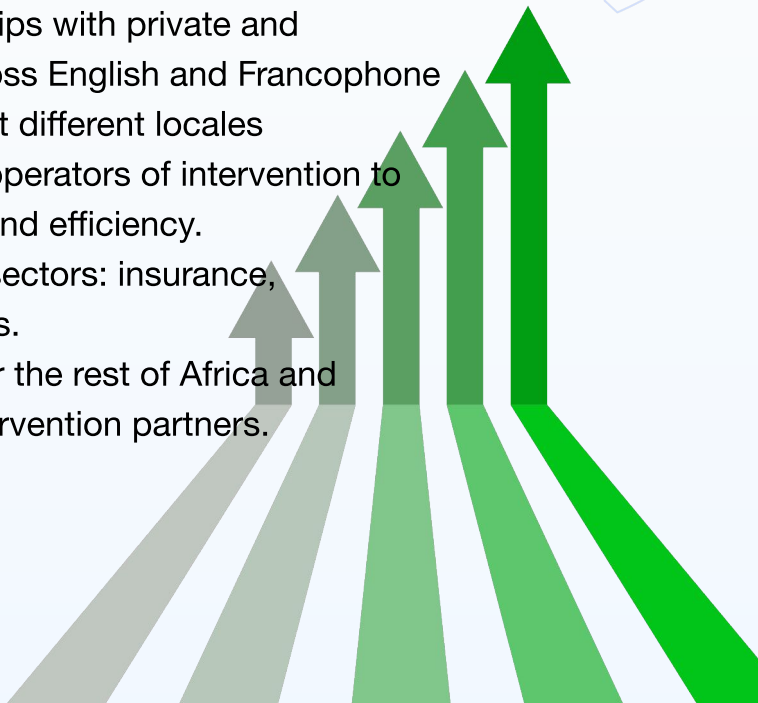 ips with private and
oss English and Francophone
t different locales
operators of intervention to
nd efficiency.
sectors: insurance,
s.
r the rest of Africa and
rvention partners.